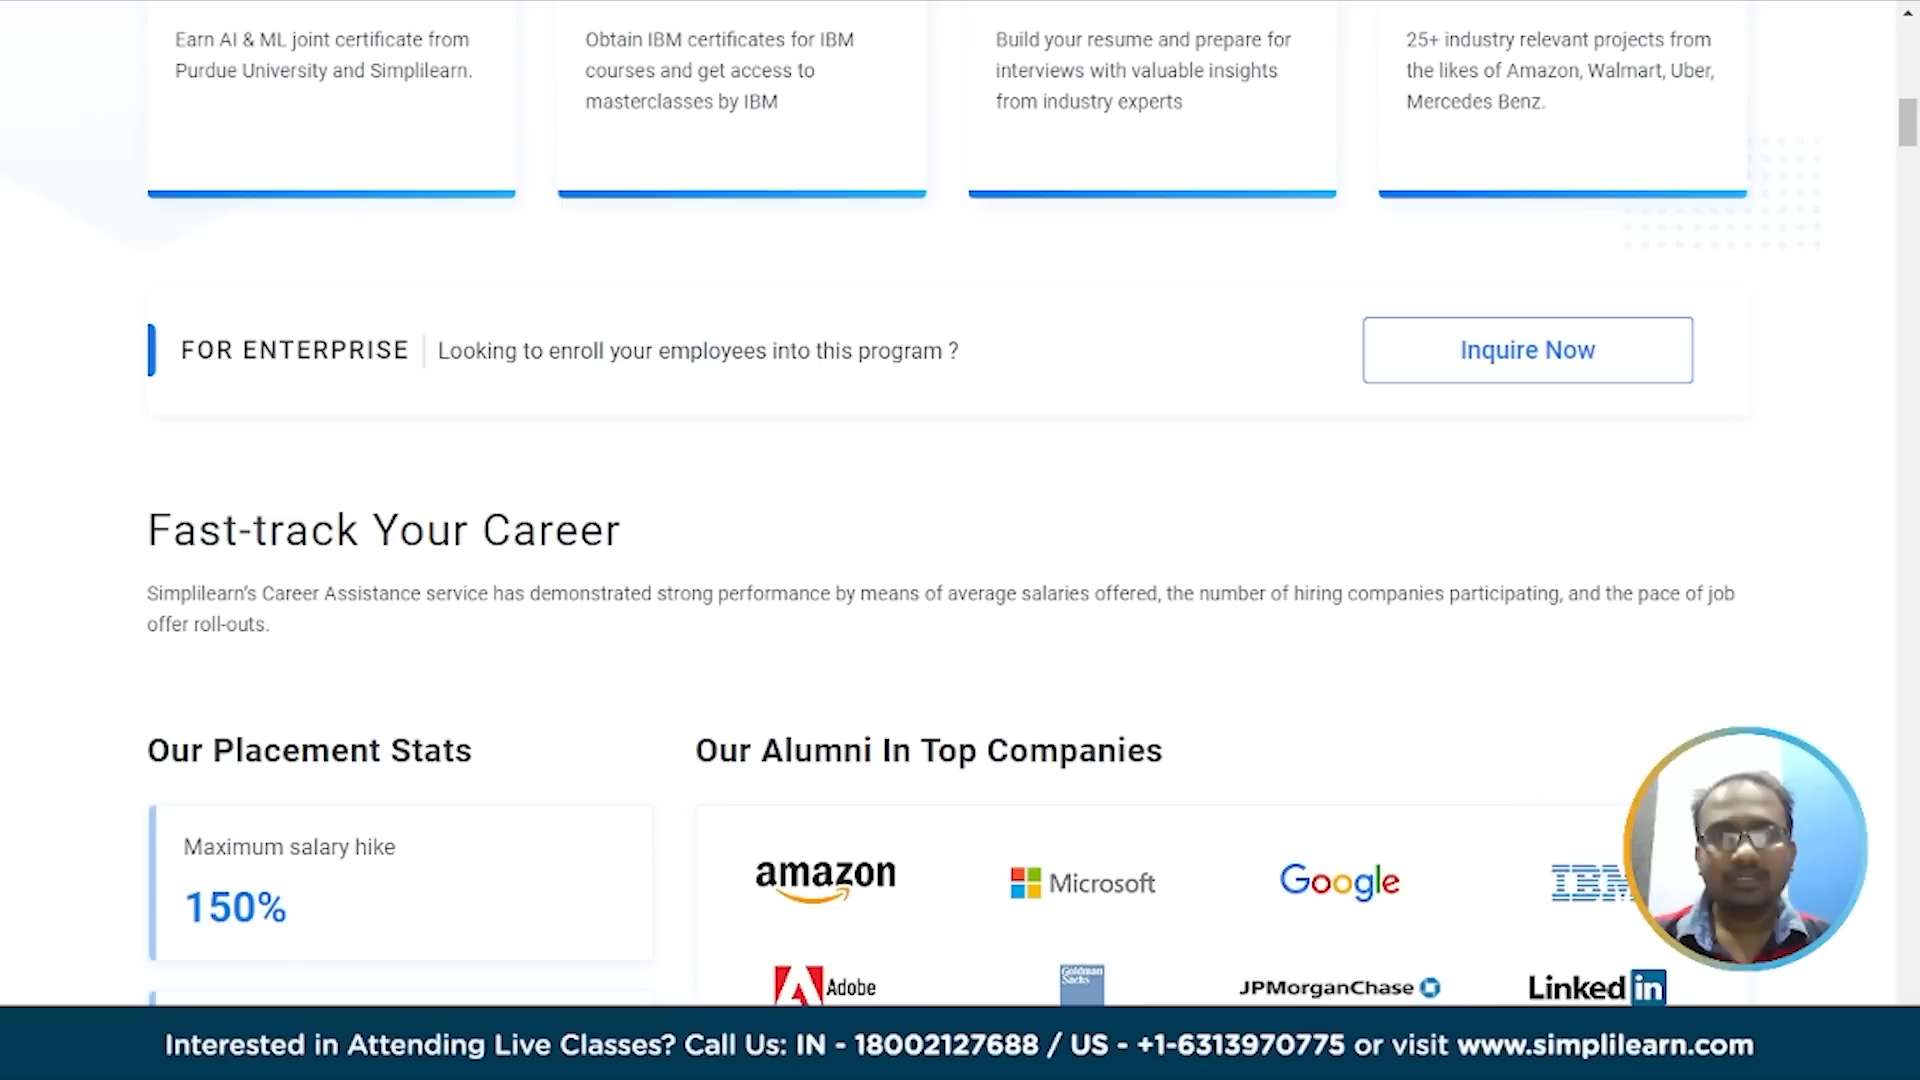 Earn AI & ML joint certificate from
Purdue University and Simplilearn.
Obtain IBM certificates for IBM
courses and get access to
masterclasses by IBM
Build your resume and prepare for
interviews with valuable insights
from industry experts
25+ industry relevant projects from
the likes of Amazon, Walmart, Uber,
Mercedes Benz.
FOR ENTERPRISE
Looking to enroll your employees into this program ?
Inquire Now
Fast-track Your Career
Simplilearn's Career Assistance service has demonstrated strong performance by means of average salaries offered, the number of hiring companies participating, and the pace of job
offer roll-outs.
Our Placement Stats
Maximum salary hike
150%
Our Alumni In Top Companies
amazon
Microsoft
Google
IBM
Adobe
Goldman
Sachs
JPMorganChase
Linked in
Interested in Attending Live Classes? Call Us: IN - 18002127688 / US - +1-6313970775 or visit www.simplilearn.com